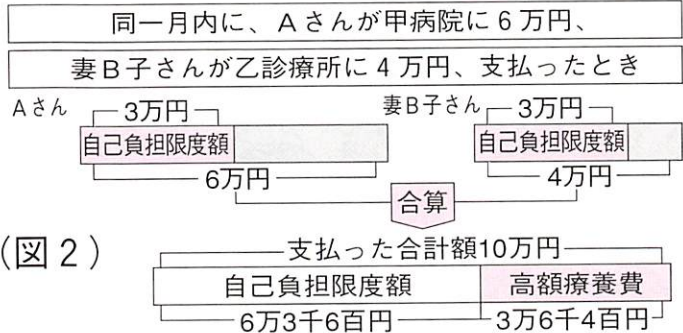 同一月内に、Aさんが甲病院に6万円、
妻B子さんが乙診療所に4万円、支払ったとき
Aさん
3万円
妻B子さん
3万円
自己負担限度額
自己負担限度額
6万円
4万円
合算
(図2)
支払った合計額10万円
自己負担限度額
高額療養費
6万3千6百円
3万6千4百円